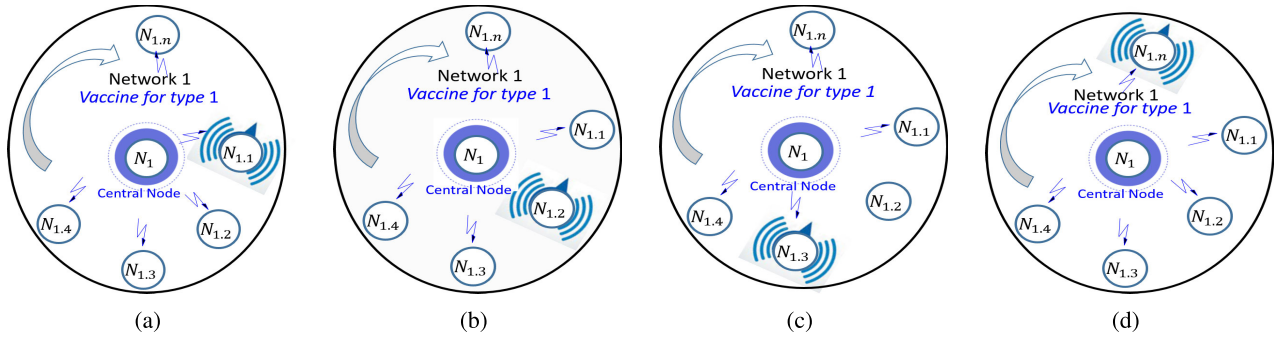 N₁.ₙ
Network 1
Vaccine for type 1
N₁.₁
N₁
Central Node
N₁.₄
N₁.₂
N₁.₃
(a)
N₁.ₙ
Network 1
Vaccine for type 1
N₁.₁
N₁
Central Node
N₁.₂
N₁.₄
N₁.₃
(b)
N₁.ₙ
Network 1
Vaccine for type 1
N₁.₁
N₁
Central Node
N₁.₂
N₁.₄
N₁.₃
(c)
N₁.ₙ
Network 1
Vaccine for type 1
N₁.₁
N₁
Central Node
N₁.₂
N₁.₄
N₁.₃
(d)